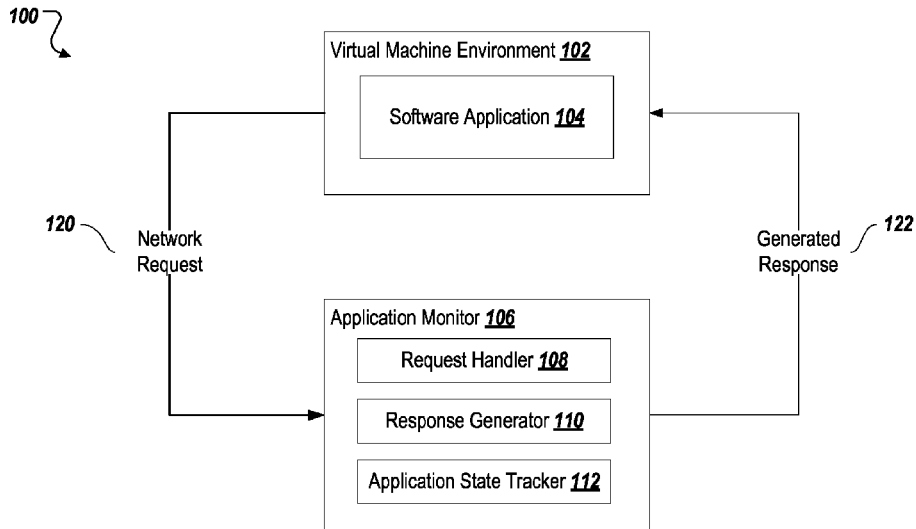 100
Virtual Machine Environment 102
Software Application 104
120
Network
Request
Generated
Response
122
Application Monitor 106
Request Handler 108
Response Generator 110
Application State Tracker 112